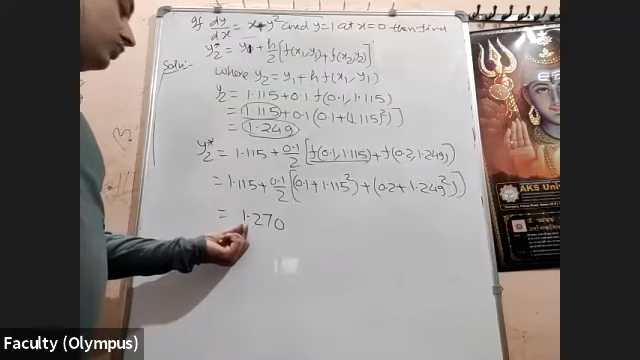 If dy/dx = x+y² and y=1 at x=0 then find
y₂* = y₁ + h/2 [f(x₁,y₁)+f(x₂,y₂)]
Soln:-
where y₂ = y₁ + h f(x₁,y₁)
y₂ = 1.115+0.1 f(0.1,1.115)
= 1.115+0.1 (0.1+(1.115)²)]
= 1.249
y₂* = 1.115 + 0.1/2 [f(0.1,1.115)+f(0.2,1.249)]
= 1.115+0.1/2 [(0.1+1.115²)+(0.2+1.249²)]
= 1.270
AKS University
Faculty (Olympus)